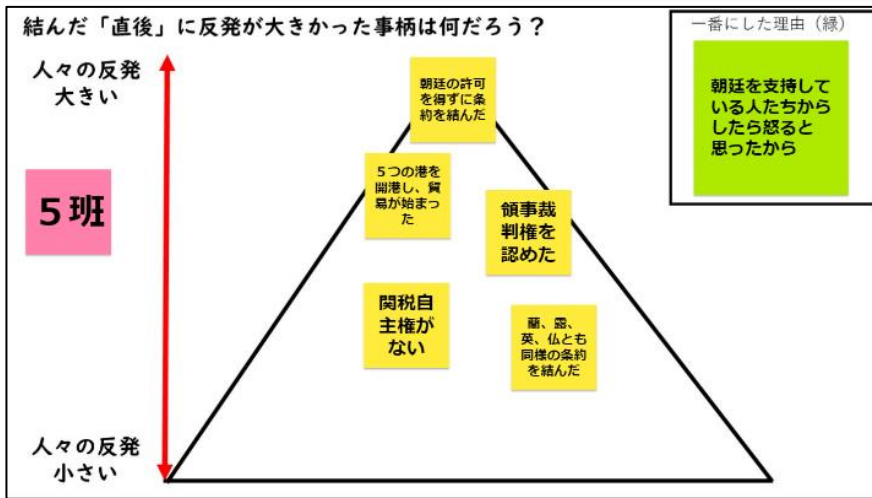 結んだ「直後」に反発が大きかった事柄は何だろう？
一番にした理由（緑）
人々の反発
大きい
朝廷の許可
を得ずに条
約を結んだ
朝廷を支持して
いる人たちから
したら怒ると
思ったから
５つの港を
開港し、貿
易が始まっ
た
５班
領事裁
判権を
認めた
関税自
主権が
ない
蘭、露、
英、仏とも
同様の条約
を結んだ
人々の反発
小さい